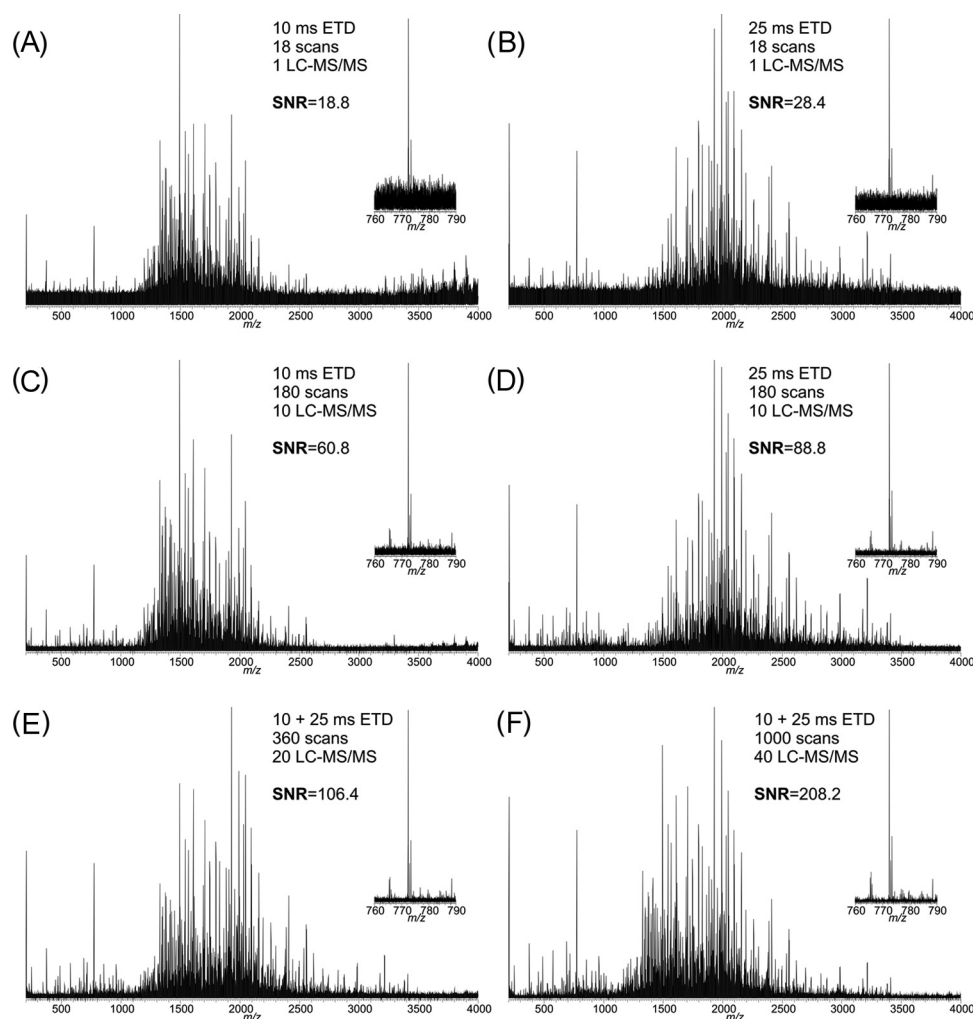 (A)
10 ms ETD
18 scans
1 LC-MS/MS
SNR=18.8
760 770 780 790
m/z
500 1000 1500 2000 2500 3000 3500 4000
m/z
(B)
25 ms ETD
18 scans
1 LC-MS/MS
SNR=28.4
760 770 780 790
m/z
500 1000 1500 2000 2500 3000 3500 4000
m/z
(C)
10 ms ETD
180 scans
10 LC-MS/MS
SNR=60.8
760 770 780 790
m/z
500 1000 1500 2000 2500 3000 3500 4000
m/z
(D)
25 ms ETD
180 scans
10 LC-MS/MS
SNR=88.8
760 770 780 790
m/z
500 1000 1500 2000 2500 3000 3500 4000
m/z
(E)
10 + 25 ms ETD
360 scans
20 LC-MS/MS
SNR=106.4
760 770 780 790
m/z
500 1000 1500 2000 2500 3000 3500 4000
m/z
(F)
10 + 25 ms ETD
1000 scans
40 LC-MS/MS
SNR=208.2
760 770 780 790
m/z
500 1000 1500 2000 2500 3000 3500 4000
m/z